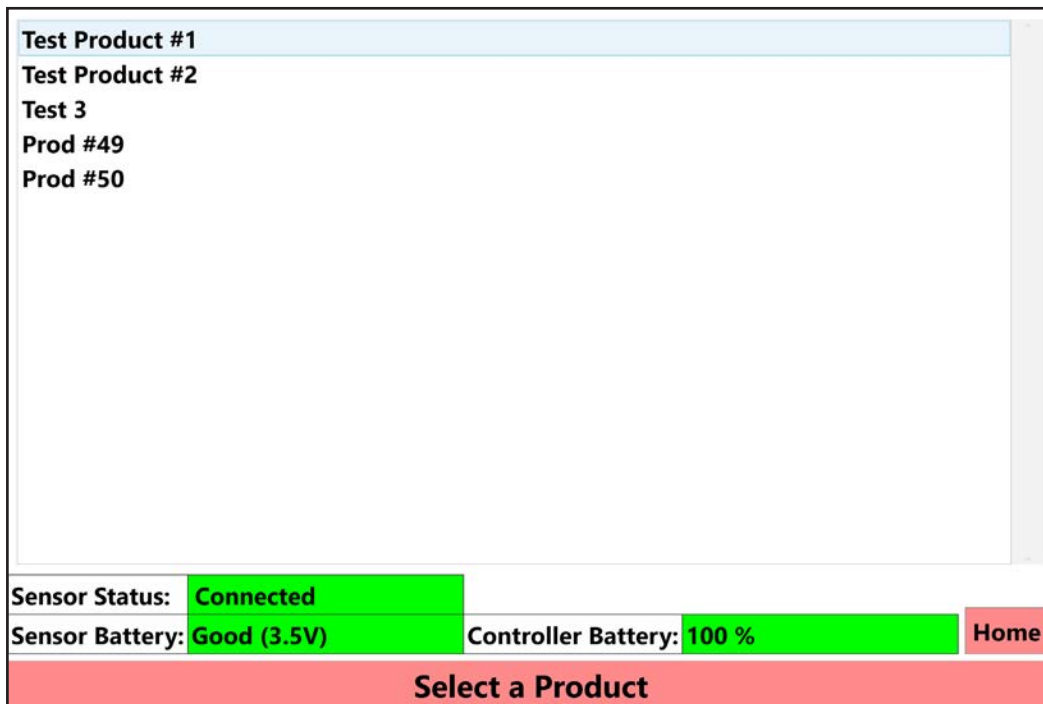 Test Product #1
Test Product #2
Test 3
Prod #49
Prod #50
Sensor Status: Connected
Sensor Battery: Good (3.5V) Controller Battery: 100 % Home
Select a Product